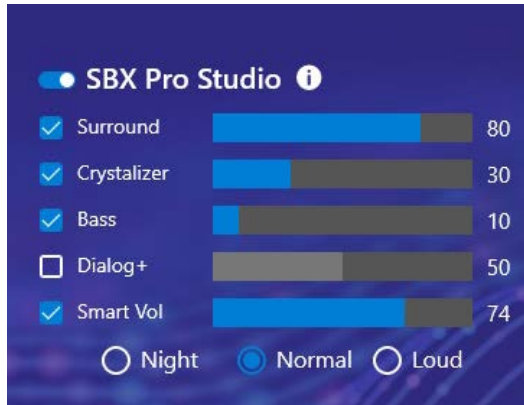 SBX Pro Studio i
Surround 80
Crystalizer 30
Bass 10
Dialog+ 50
Smart Vol 74
Night Normal Loud